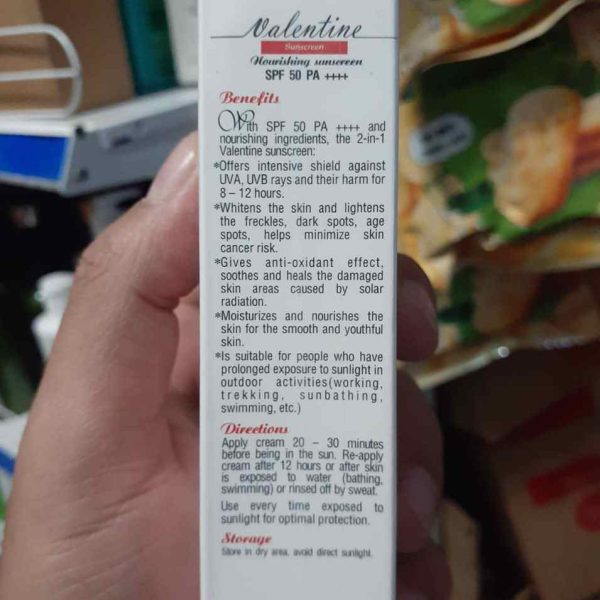 Valentine
Sunscreen
Nourishing sunscreen
SPF 50 PA ++++
Benefits
With SPF 50 PA ++++ and
nourishing ingredients, the 2-in-1
Valentine sunscreen:
*Offers intensive shield against
UVA, UVB rays and their harm for
8 – 12 hours.
*Whitens the skin and lightens
the freckles, dark spots, age
spots, helps minimize skin
cancer risk.
*Gives anti-oxidant effect,
soothes and heals the damaged
skin areas caused by solar
radiation.
*Moisturizes and nourishes the
skin for the smooth and youthful
skin.
*Is suitable for people who have
prolonged exposure to sunlight in
outdoor activities(working,
trekking, sunbathing,
swimming, etc.)
Directions
Apply cream 20 – 30 minutes
before being in the sun. Re-apply
cream after 12 hours or after skin
is exposed to water (bathing,
swimming) or rinsed off by sweat.
Use every time exposed to
sunlight for optimal protection.
Storage
Store in dry area, avoid direct sunlight.